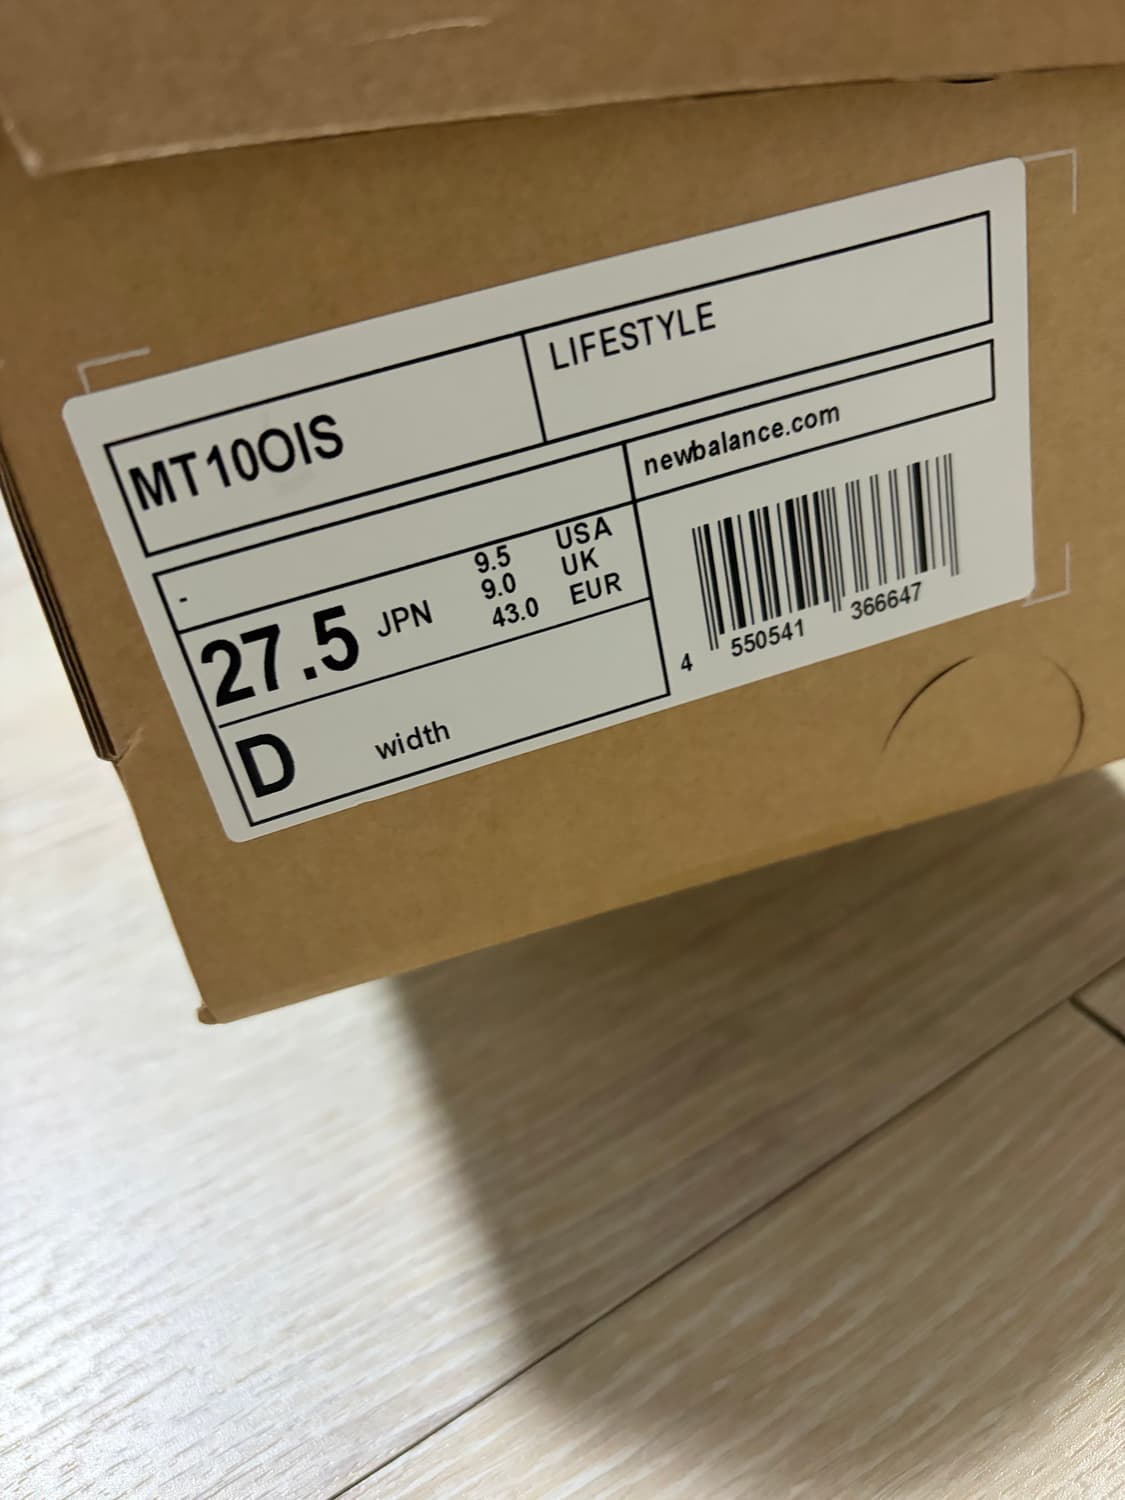 MT10OIS
LIFESTYLE
newbalance.com
-
27.5 JPN
9.5 USA
9.0 UK
43.0 EUR
D width
4 550541 366647